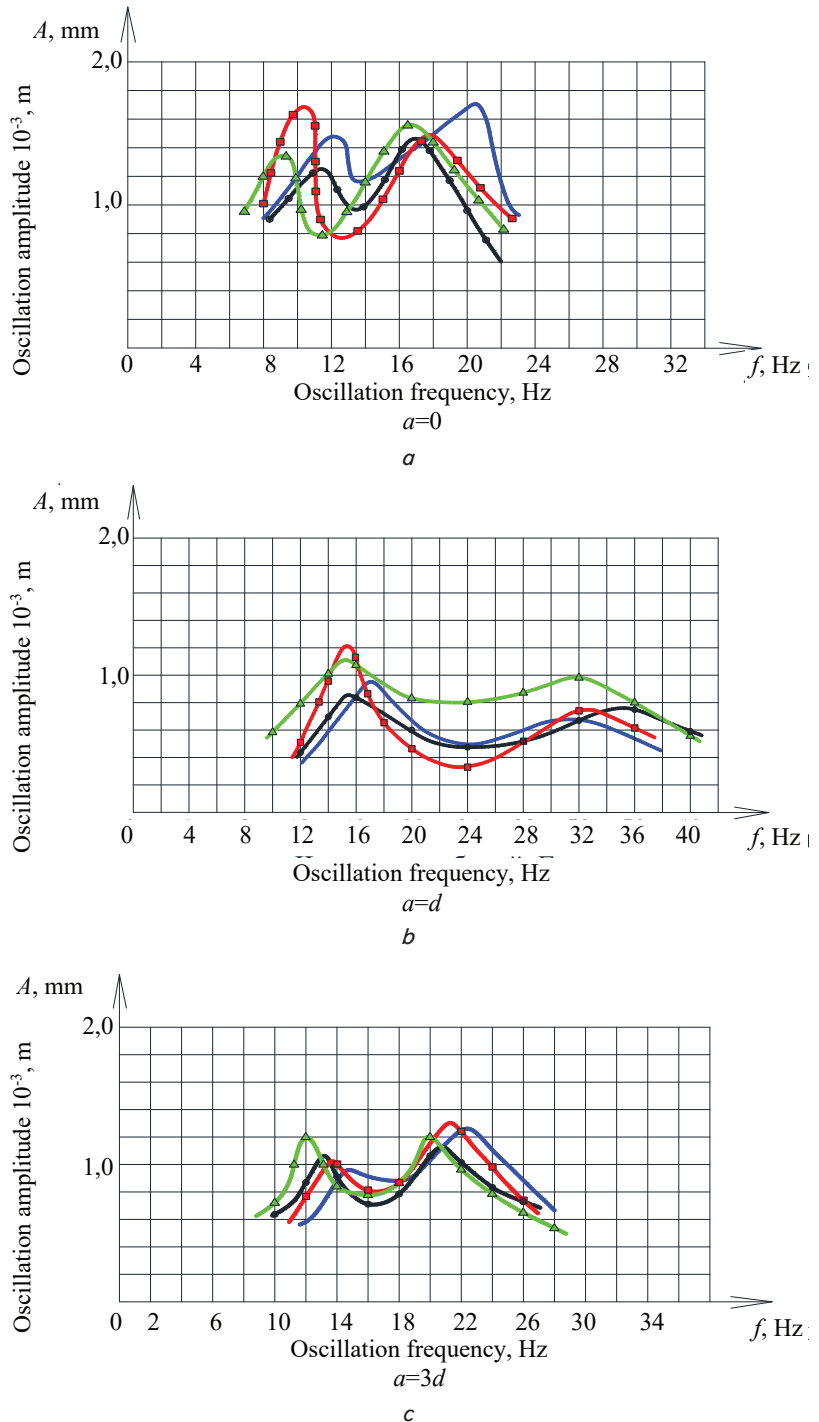 A, mm
Oscillation amplitude 10⁻³, m
2,0
1,0
0 4 8 12 16 20 24 28 32 f, Hz
Oscillation frequency, Hz
a=0
a
A, mm
Oscillation amplitude 10⁻³, m
2,0
1,0
0 4 8 12 16 20 24 28 32 36 40 f, Hz
Oscillation frequency, Hz
a=d
b
A, mm
Oscillation amplitude 10⁻³, m
2,0
1,0
0 2 6 10 14 18 22 26 30 34 f, Hz
Oscillation frequency, Hz
a=3d
c